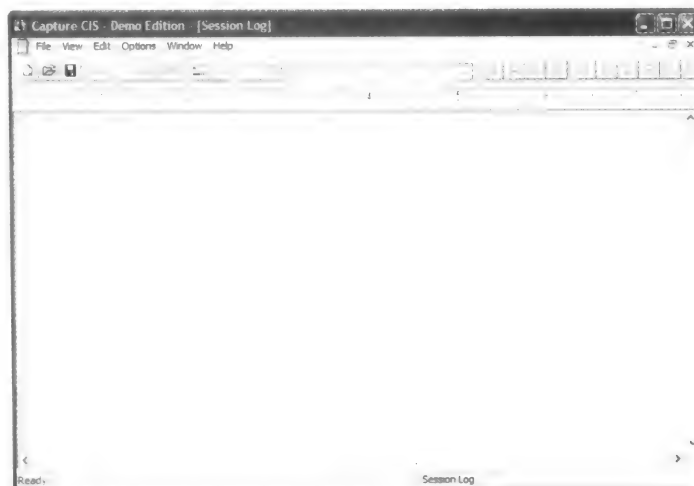 Capture CIS - Demo Edition - [Session Log]
File View Edit Options Window Help
Ready
Session Log